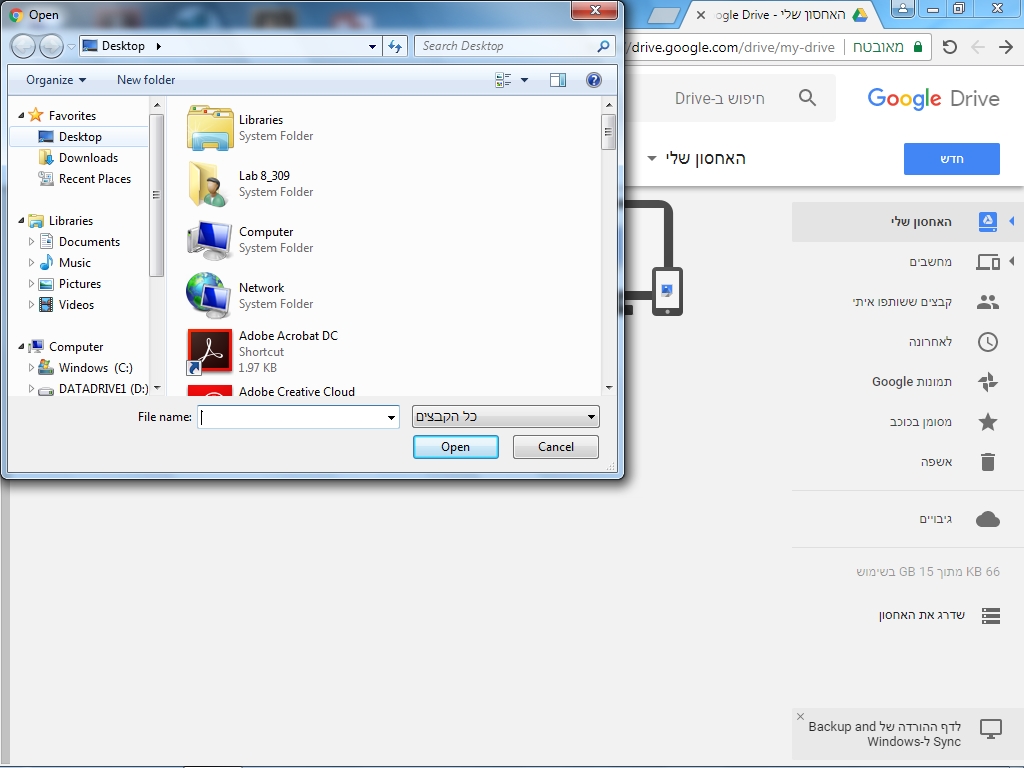 Open
Desktop
Search Desktop
Organize
New folder
Favorites
Desktop
Downloads
Recent Places
Libraries
Documents
Music
Pictures
Videos
Computer
Windows (C:)
DATADRIVE1 (D:)
Libraries
System Folder
Lab 8_309
System Folder
Computer
System Folder
Network
System Folder
Adobe Acrobat DC
Shortcut
1.97 KB
Adobe Creative Cloud
File name:
כל הקבצים
Open
Cancel
האחסון שלי - ogle Drive
מאובטח
/drive.google.com/drive/my-drive
Google Drive
חיפוש ב-Drive
חדש
האחסון שלי
האחסון שלי
מחשבים
קבצים ששותפו איתי
לאחרונה
תמונות Google
מסומן בכוכב
אשפה
גיבויים
66 KB מתוך 15 GB בשימוש
שדרג את האחסון
לדף ההורדה של Backup and
Sync ל-Windows